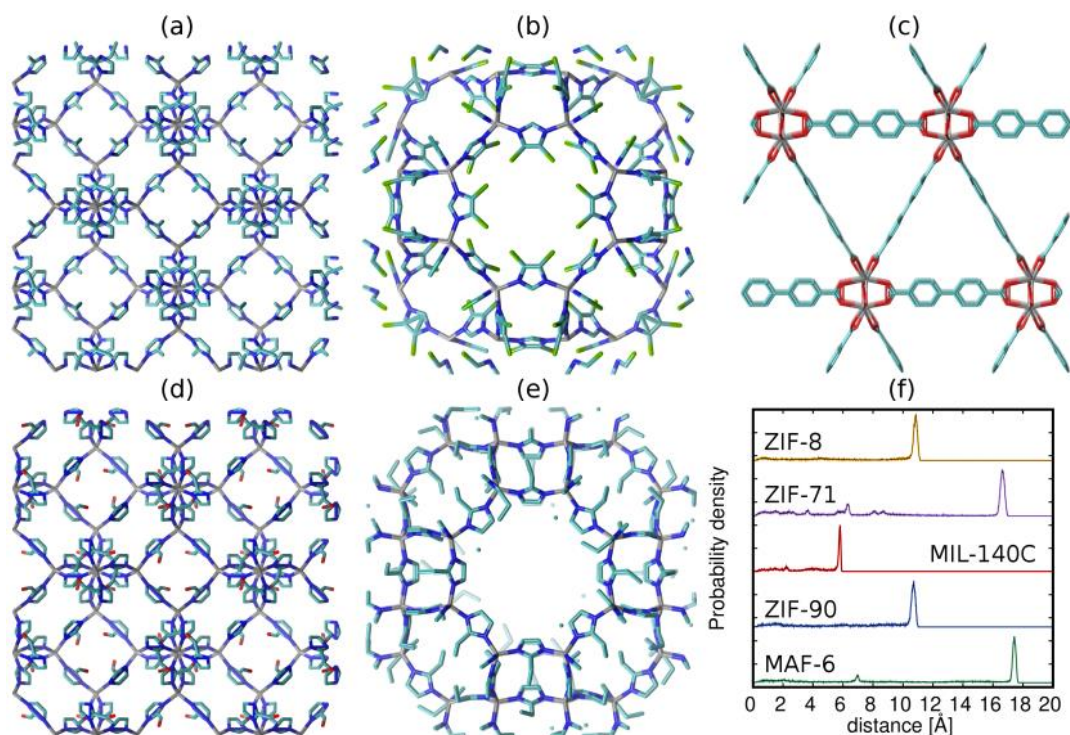 (a)
(b)
(c)
(d)
(e)
(f)
Probability density
ZIF-8
ZIF-71
MIL-140C
ZIF-90
MAF-6
0 2 4 6 8 10 12 14 16 18 20
distance [Å]